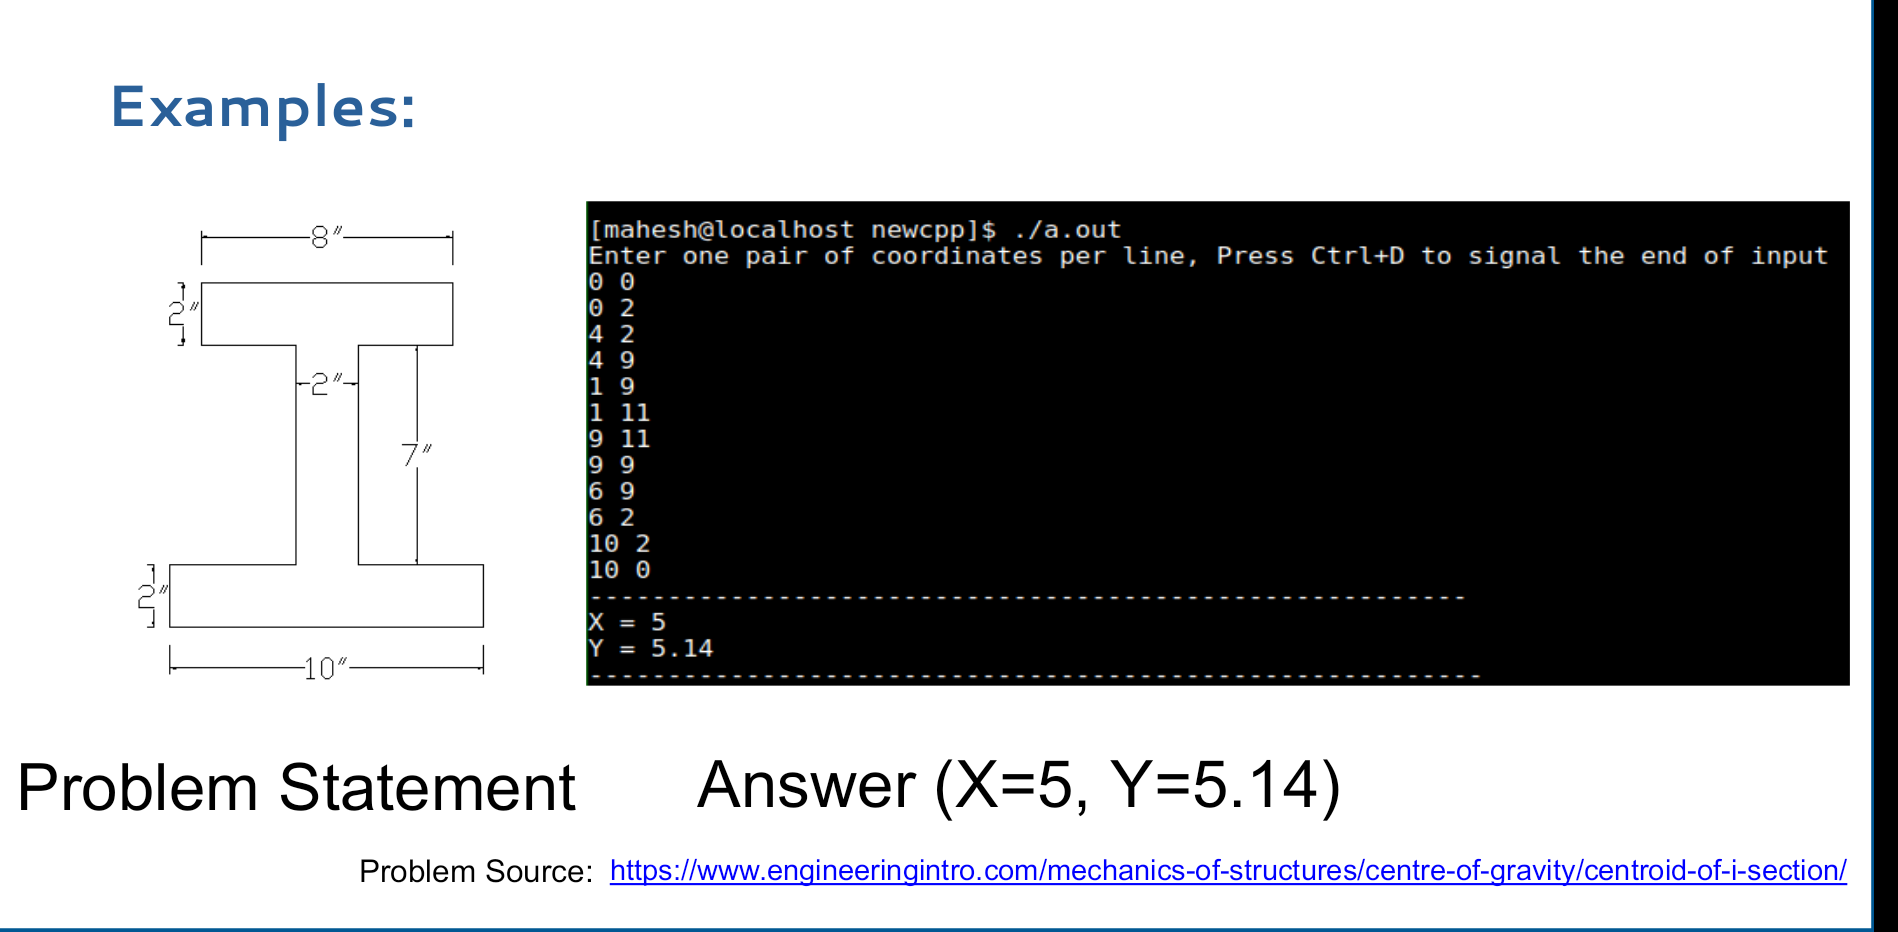 Examples:
8"
2"
2"
7"
2"
10"
[mahesh@localhost newcpp]$ ./a.out
Enter one pair of coordinates per line, Press Ctrl+D to signal the end of input
0 0
0 2
4 2
4 9
1 9
1 11
9 11
9 9
6 9
6 2
10 2
10 0
--------------------------------------------------------
X = 5
Y = 5.14
---------------------------------------------------------
Problem Statement
Answer (X=5, Y=5.14)
Problem Source: https://www.engineeringintro.com/mechanics-of-structures/centre-of-gravity/centroid-of-i-section/